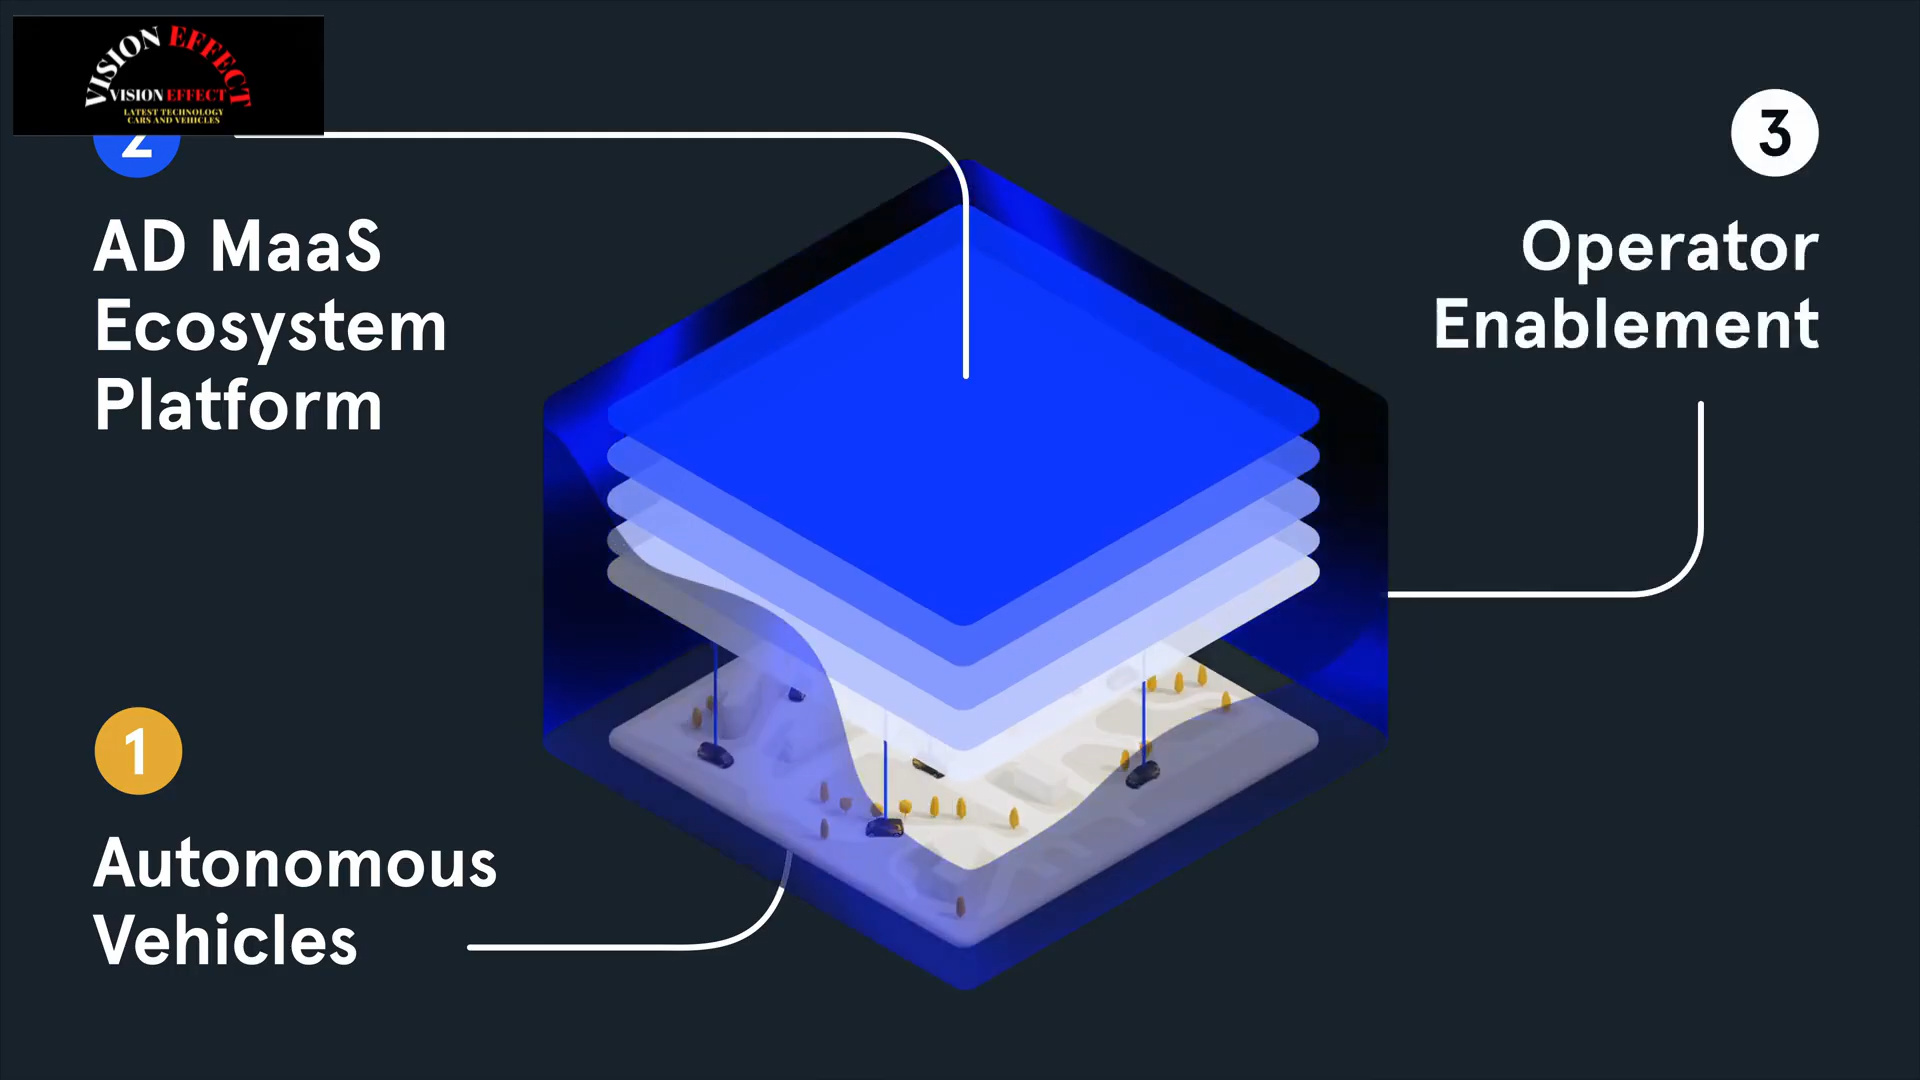 VISION EFFECT
VISION EFFECT
LATEST TECHNOLOGY
CARS AND VEHICLES
2
AD MaaS
Ecosystem
Platform
3
Operator
Enablement
1
Autonomous
Vehicles